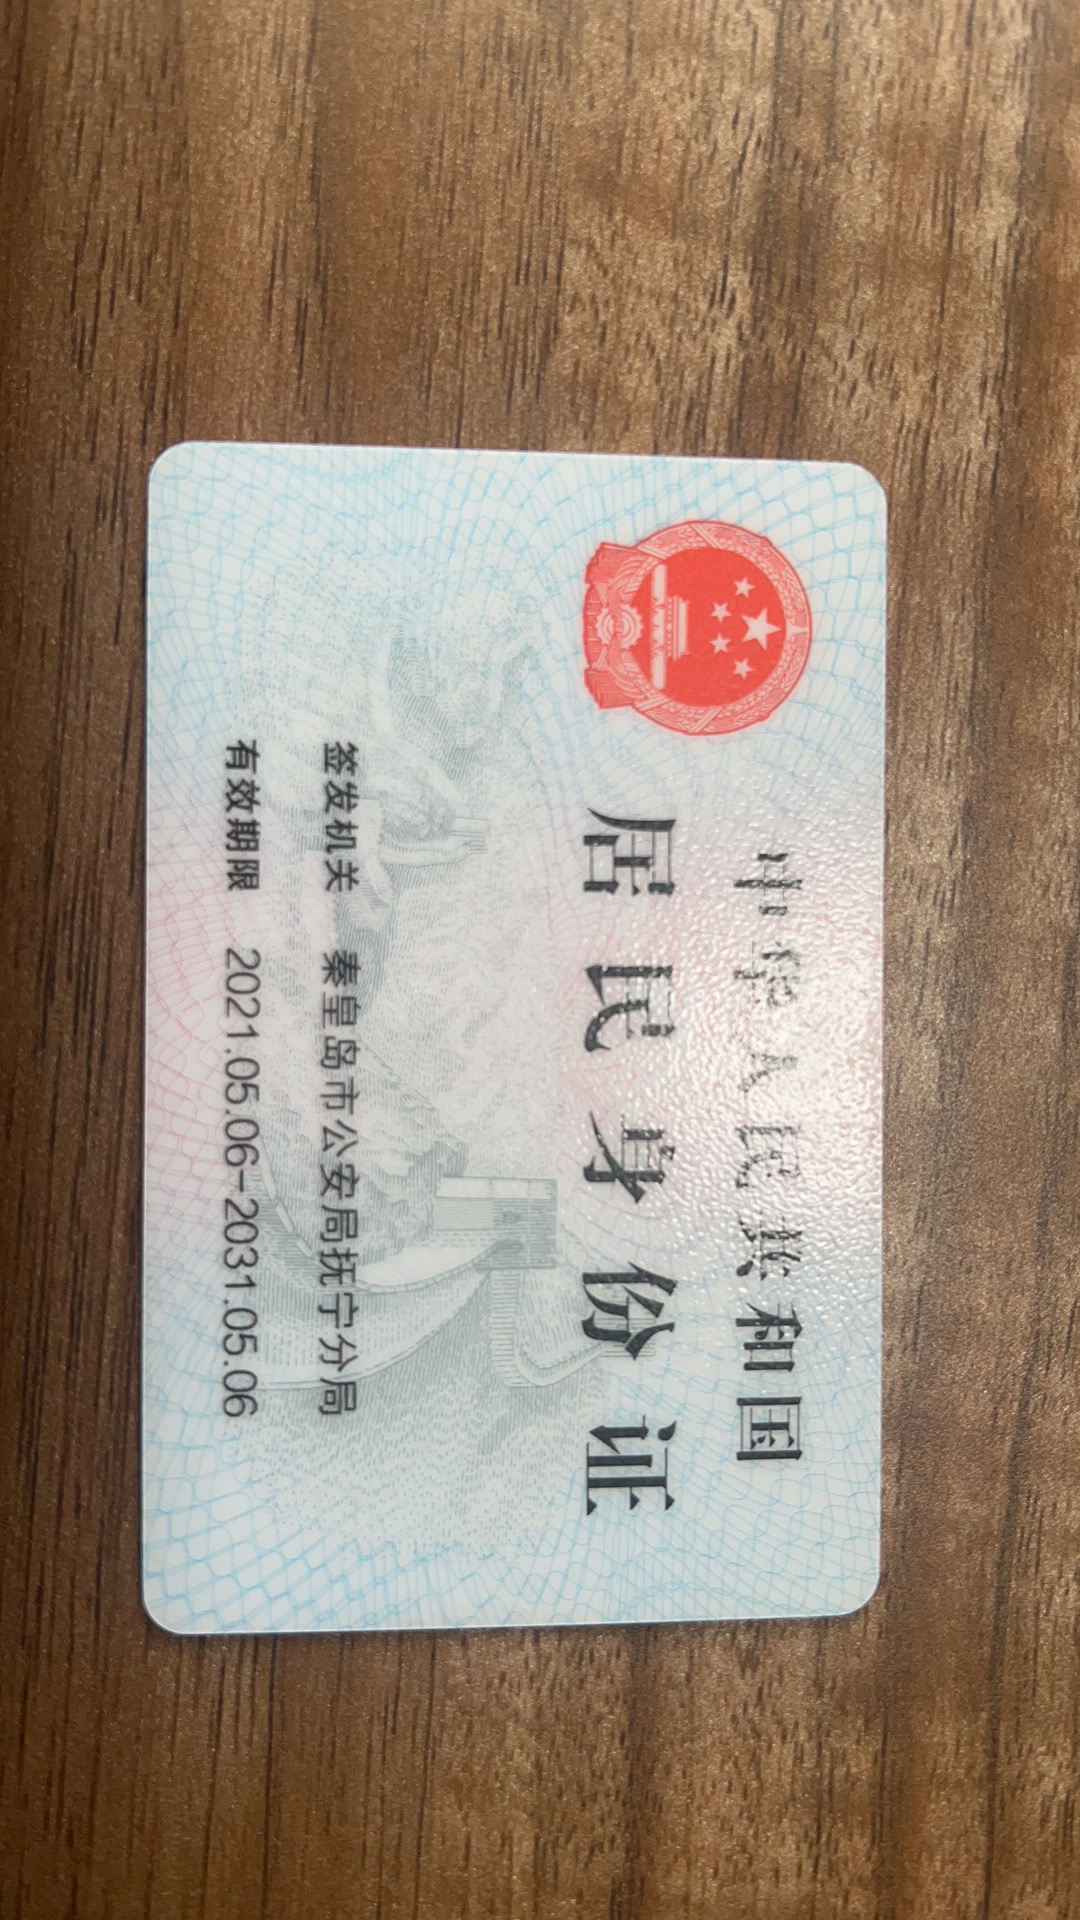 中华人民共和国
居民身份证
签发机关 秦皇岛市公安局抚宁分局
有效期限 2021.05.06-2031.05.06